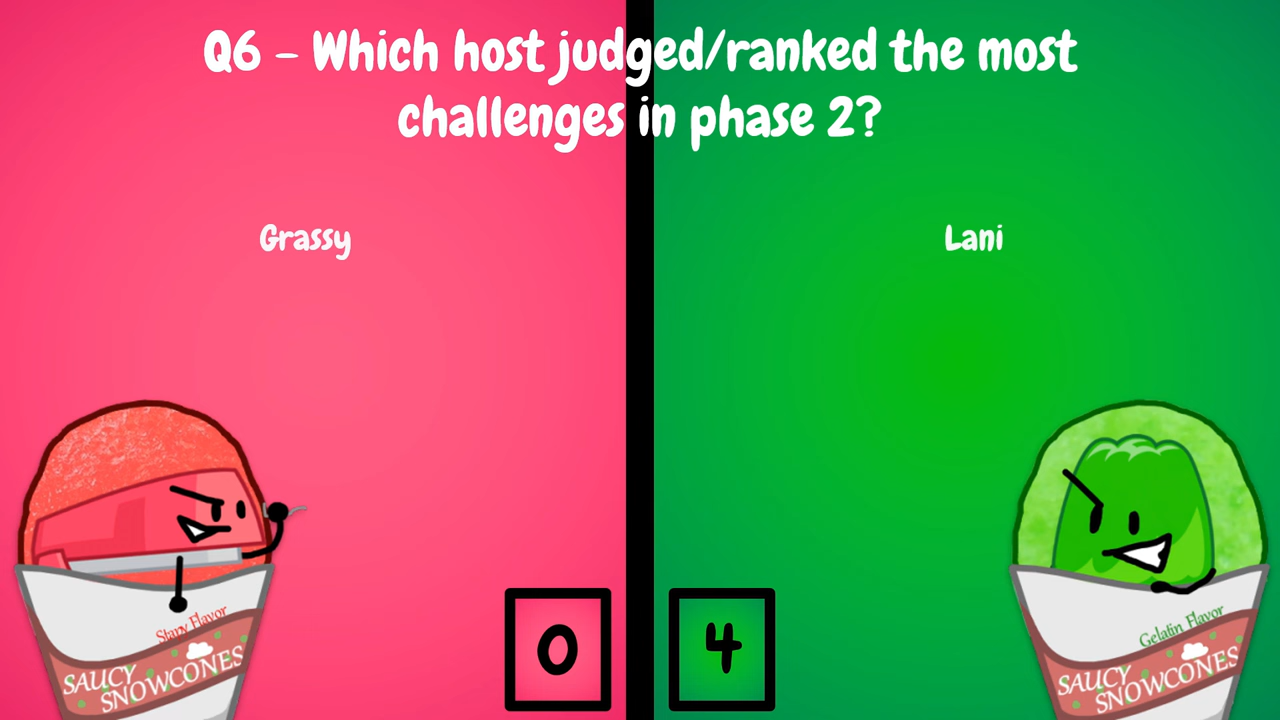 Q6 – Which host judged/ranked the most
challenges in phase 2?
Grassy
Lani
Stapy Flavor
SAUCY
SNOWCONES
0
4
Gelatin Flavor
SAUCY
SNOWCONES